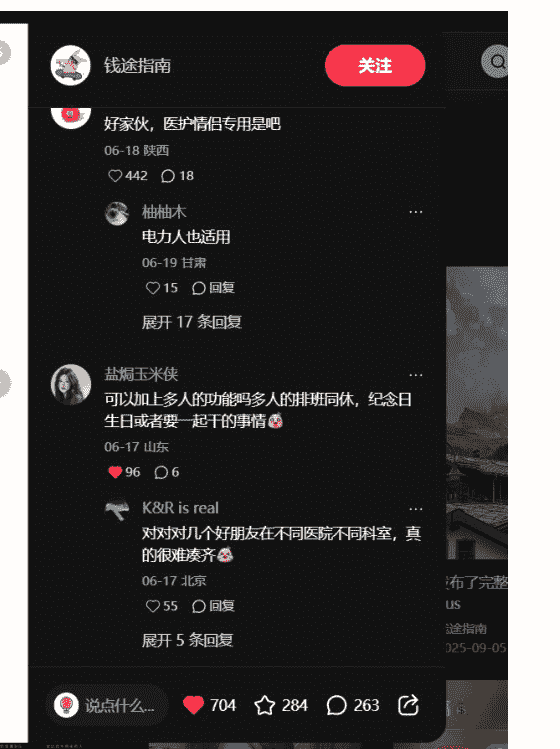 钱途指南
关注
好家伙，医护情侣专用是吧
06-18 陕西
442 18
柚柚木
电力人也适用
06-19 甘肃
15 回复
展开 17 条回复
盐焗玉米侠
可以加上多人的功能吗多人的排班同休，纪念日
生日或者要一起干的事情
06-17 山东
96 6
K&R is real
对对对几个好朋友在不同医院不同科室，真
的很难凑齐
06-17 北京
55 回复
展开 5 条回复
说点什么... 704 284 263
布了完整
us
途指南
025-09-05